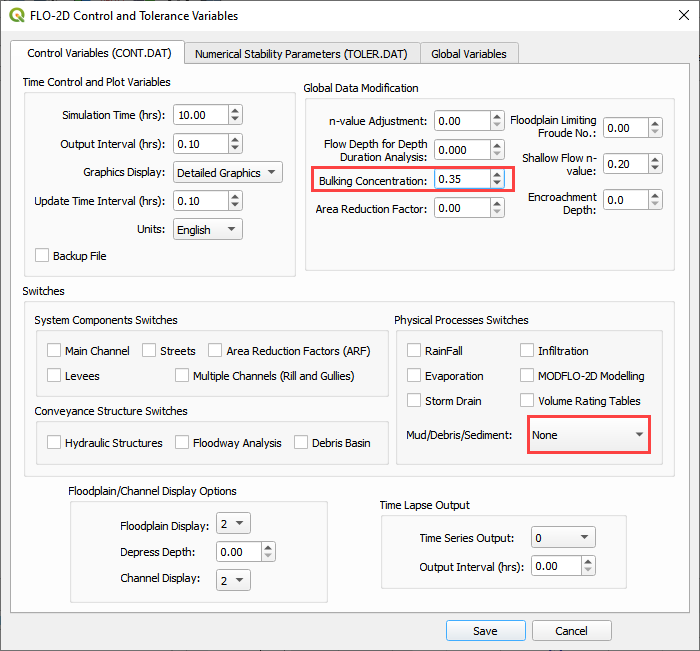 FLO-2D Control and Tolerance Variables
Control Variables (CONT.DAT)
Numerical Stability Parameters (TOLER.DAT)
Global Variables
Time Control and Plot Variables
Simulation Time (hrs): 10.00
Output Interval (hrs): 0.10
Graphics Display: Detailed Graphics
Update Time Interval (hrs): 0.10
Units: English
Backup File
Global Data Modification
n-value Adjustment: 0.00
Flow Depth for Depth
Duration Analysis: 0.000
Bulking Concentration: 0.35
Area Reduction Factor: 0.00
Floodplain Limiting
Froude No.: 0.00
Shallow Flow n-
value: 0.20
Encroachment
Depth: 0.0
Switches
System Components Switches
Main Channel Streets Area Reduction Factors (ARF)
Levees Multiple Channels (Rill and Gullies)
Conveyance Structure Switches
Hydraulic Structures Floodway Analysis Debris Basin
Physical Processes Switches
RainFall Infiltration
Evaporation MODFLO-2D Modelling
Storm Drain Volume Rating Tables
Mud/Debris/Sediment: None
Floodplain/Channel Display Options
Floodplain Display: 2
Depress Depth: 0.00
Channel Display: 2
Time Lapse Output
Time Series Output: 0
Output Interval (hrs): 0.00
Save Cancel